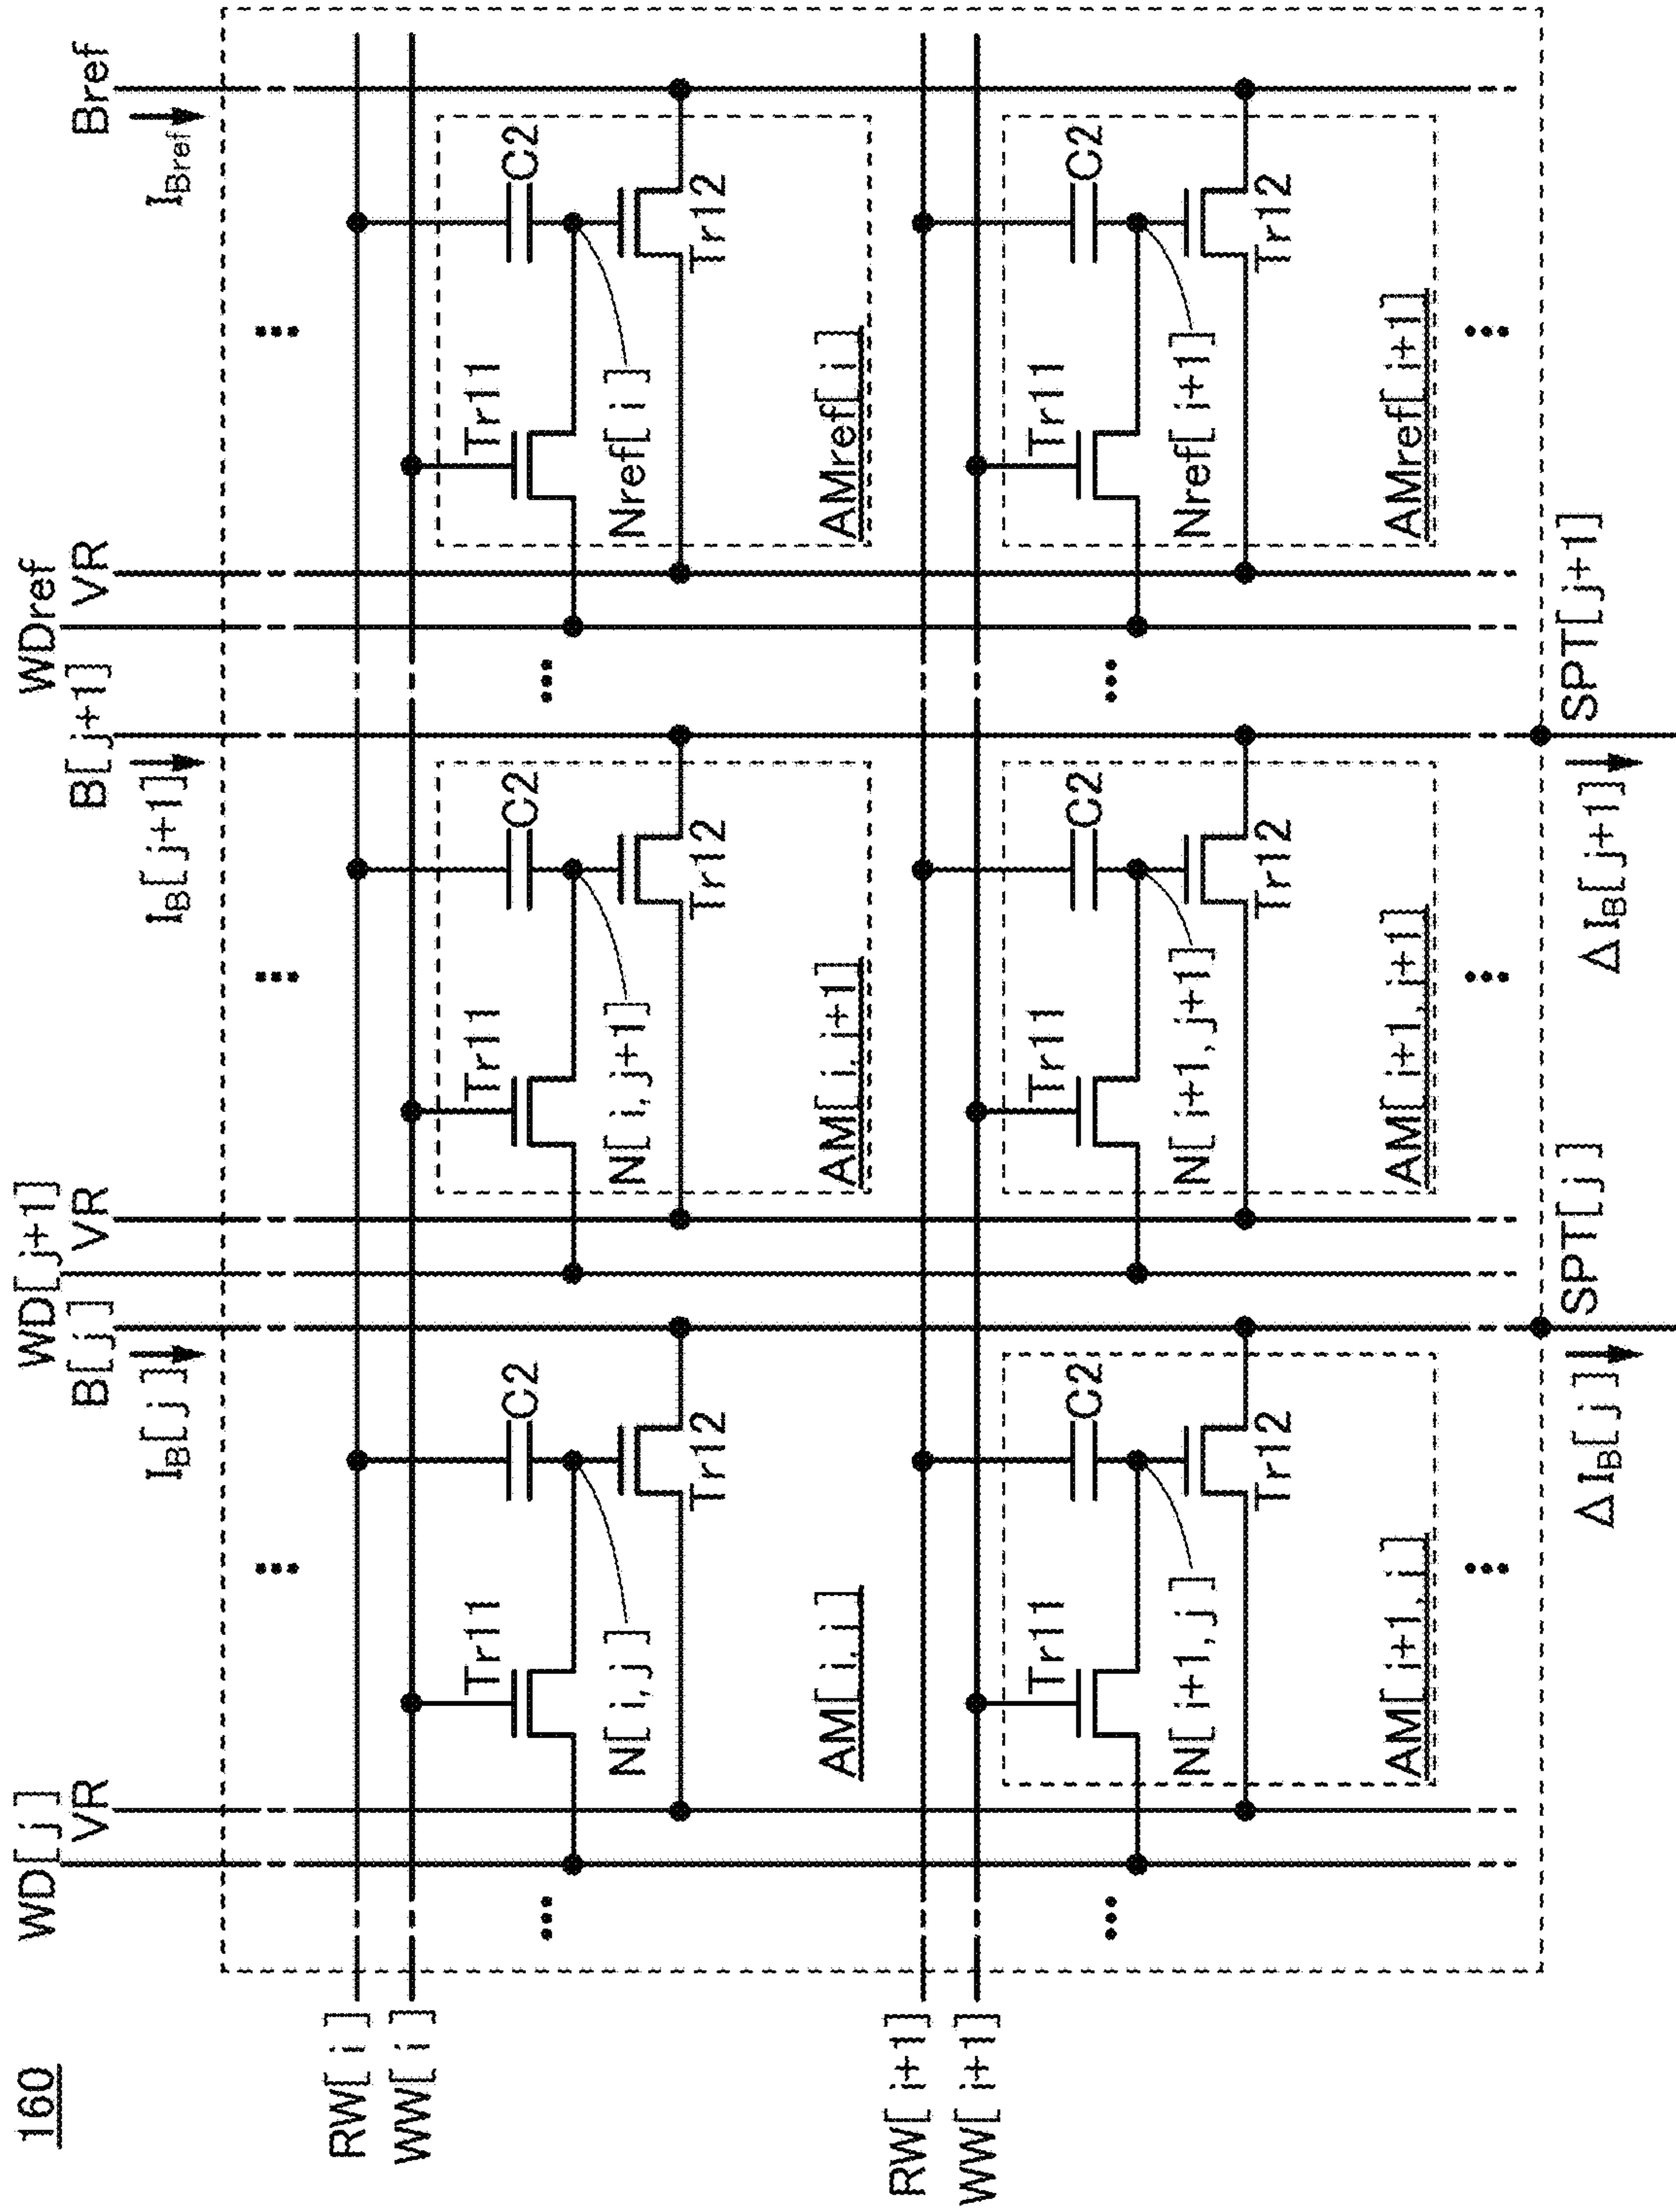 160
WD[j]
VR
WD[j+1]
B[j]
VR
WDref
B[j+1]
VR
Bref
I_B[j]
I_B[j+1]
I_Bref
RW[i]
WW[i]
Tr11
C2
Tr11
C2
Tr11
C2
N[i,j]
Tr12
N[i,j+1]
Tr12
Nref[i]
Tr12
AM[i,j]
AM[i,j+1]
AMref[i]
RW[i+1]
WW[i+1]
Tr11
C2
Tr11
C2
Tr11
C2
N[i+1,j]
Tr12
N[i+1,j+1]
Tr12
Nref[i+1]
Tr12
AM[i+1,j]
AM[i+1,j+1]
AMref[i+1]
SPT[j]
SPT[j+1]
ΔI_B[j]
ΔI_B[j+1]